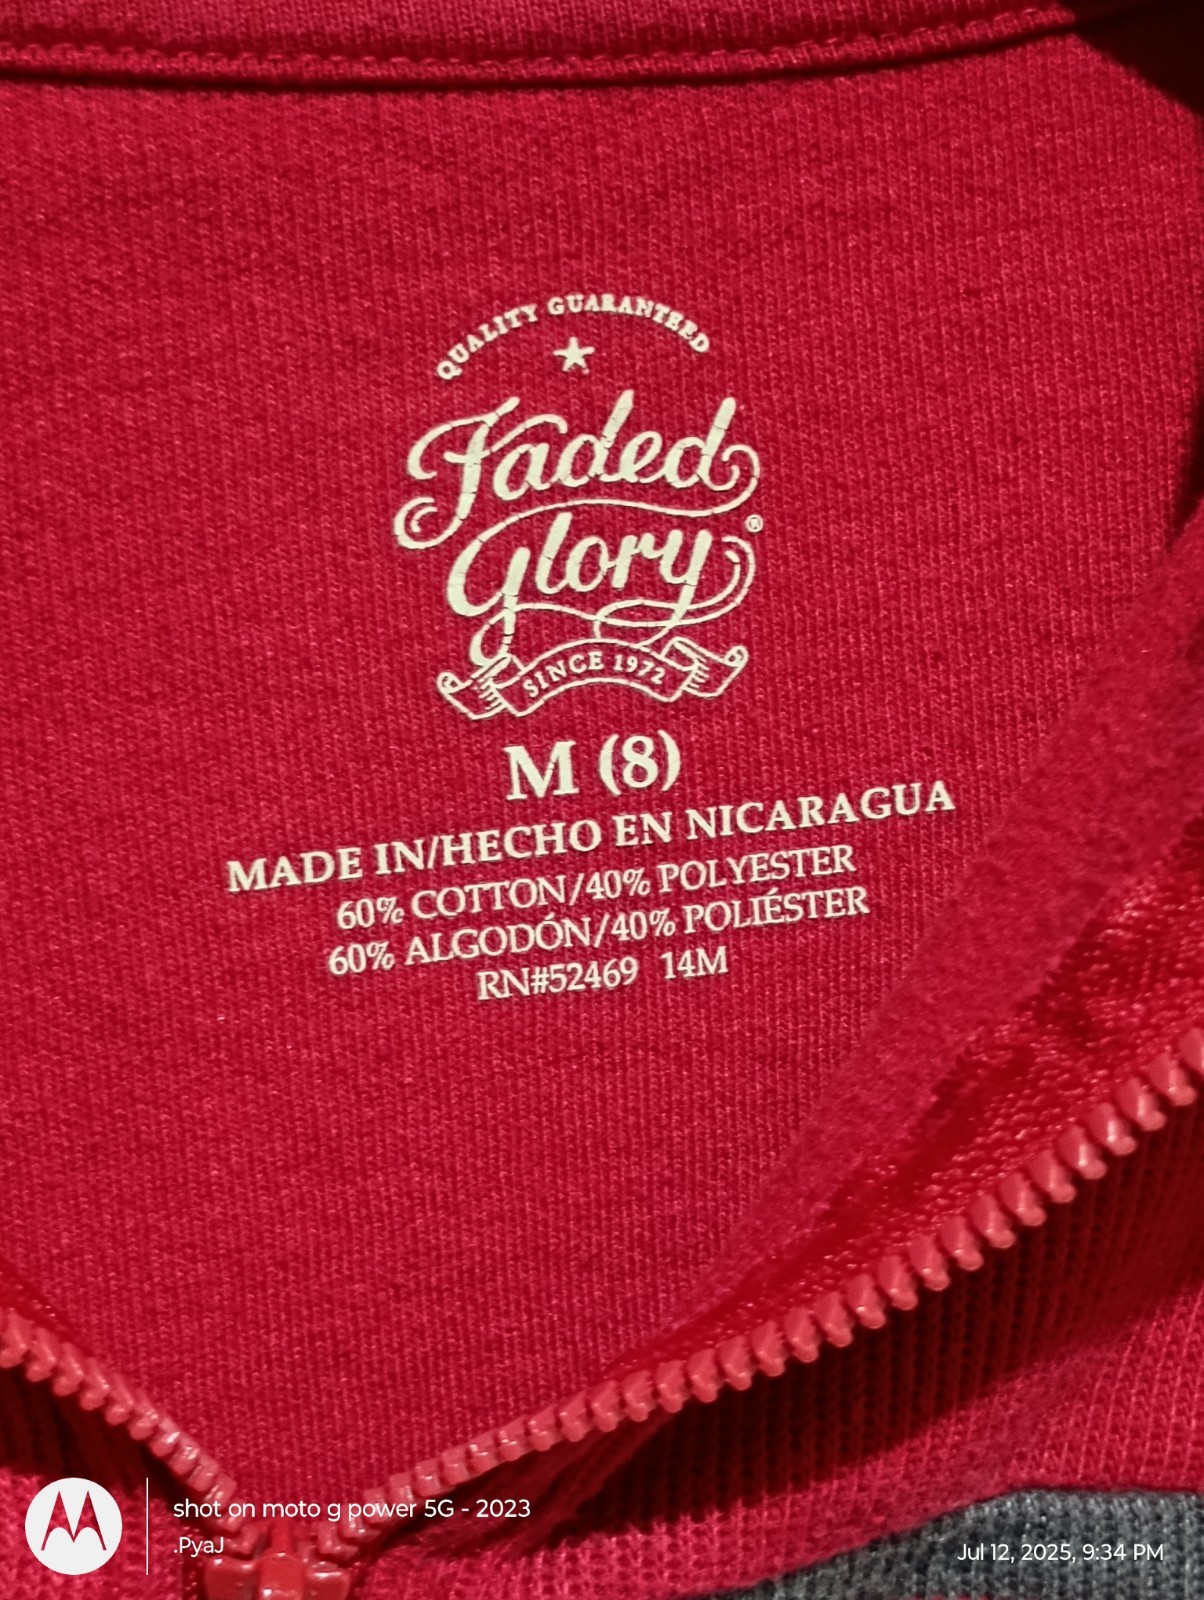 QUALITY GUARANTEED
Faded
Glory®
SINCE 1972
M (8)
MADE IN/HECHO EN NICARAGUA
60% COTTON/40% POLYESTER
60% ALGODÓN/40% POLIÉSTER
RN#52469 14M
shot on moto g power 5G - 2023
.PyaJ
Jul 12, 2025, 9:34 PM